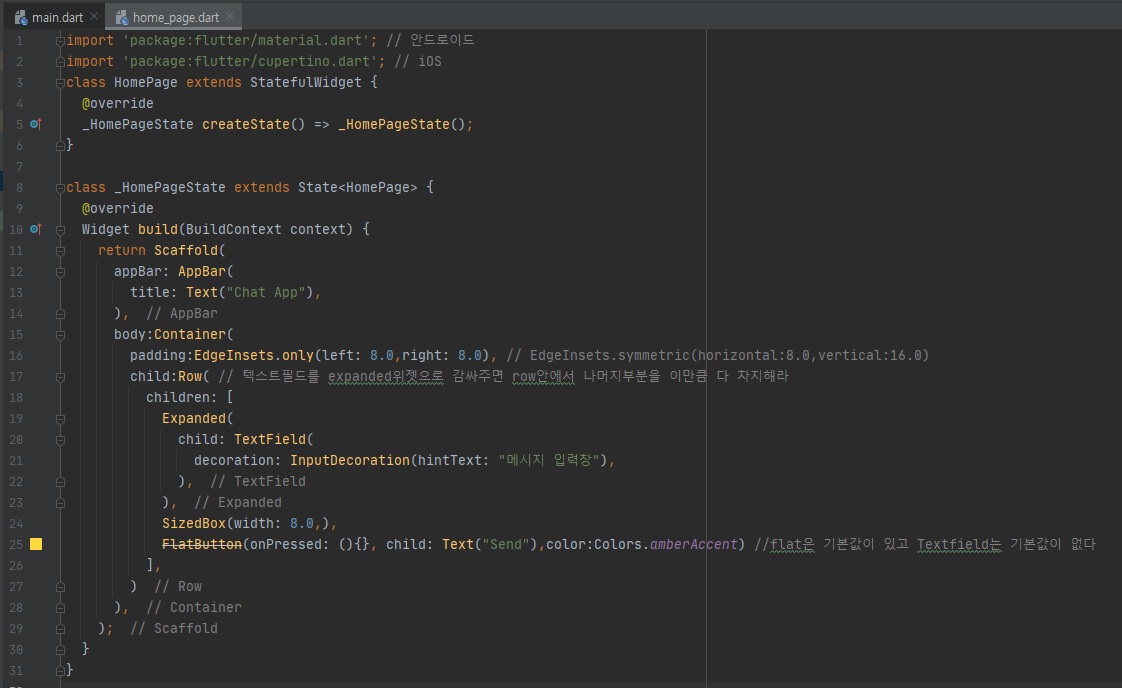 main.dart home_page.dart
1 import 'package:flutter/material.dart'; // 안드로이드
2 import 'package:flutter/cupertino.dart'; // iOS
3 class HomePage extends StatefulWidget {
4 @override
5 _HomePageState createState() => _HomePageState();
6 }
7
8 class _HomePageState extends State<HomePage> {
9 @override
10 Widget build(BuildContext context) {
11 return Scaffold(
12 appBar: AppBar(
13 title: Text("Chat App"),
14 ), // AppBar
15 body:Container(
16 padding:EdgeInsets.only(left: 8.0,right: 8.0), // EdgeInsets.symmetric(horizontal:8.0,vertical:16.0)
17 child:Row( // 텍스트필드를 expanded위젯으로 감싸주면 row안에서 나머지부분을 이만큼 다 차지해라
18 children: [
19 Expanded(
20 child: TextField(
21 decoration: InputDecoration(hintText: "메시지 입력창"),
22 ), // TextField
23 ), // Expanded
24 SizedBox(width: 8.0,),
25 FlatButton(onPressed: (){}, child: Text("Send"),color:Colors.amberAccent) //flat은 기본값이 있고 Textfield는 기본값이 없다
26 ],
27 ) // Row
28 ), // Container
29 ); // Scaffold
30 }
31 }